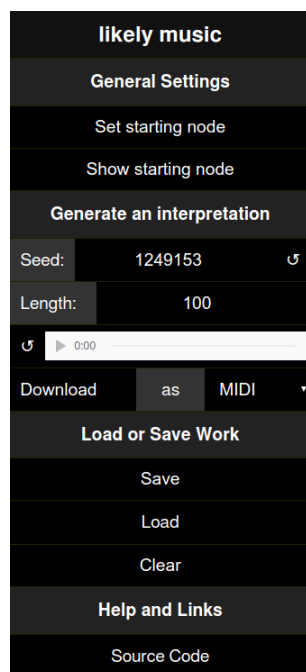 likely music
General Settings
Set starting node
Show starting node
Generate an interpretation
Seed: 1249153 ↺
Length: 100
↺ 0:00
Download as MIDI
Load or Save Work
Save
Load
Clear
Help and Links
Source Code